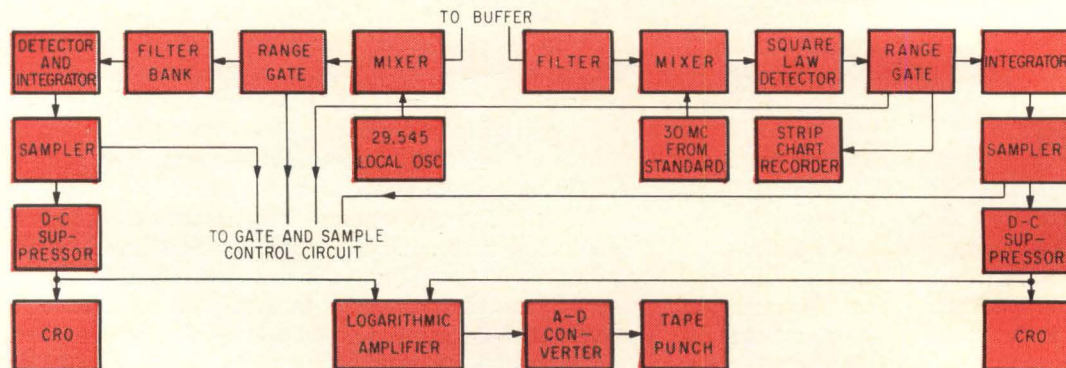 TO BUFFER
DETECTOR
AND
INTEGRATOR
FILTER
BANK
RANGE
GATE
MIXER
FILTER
MIXER
SQUARE
LAW
DETECTOR
RANGE
GATE
INTEGRATOR
SAMPLER
29,545
LOCAL OSC
30 MC
FROM
STANDARD
STRIP
CHART
RECORDER
SAMPLER
D-C
SUP-
PRESSOR
TO GATE AND SAMPLE
CONTROL CIRCUIT
D-C
SUP-
PRESSOR
CRO
LOGARITHMIC
AMPLIFIER
A-D
CON-
VERTER
TAPE
PUNCH
CRO